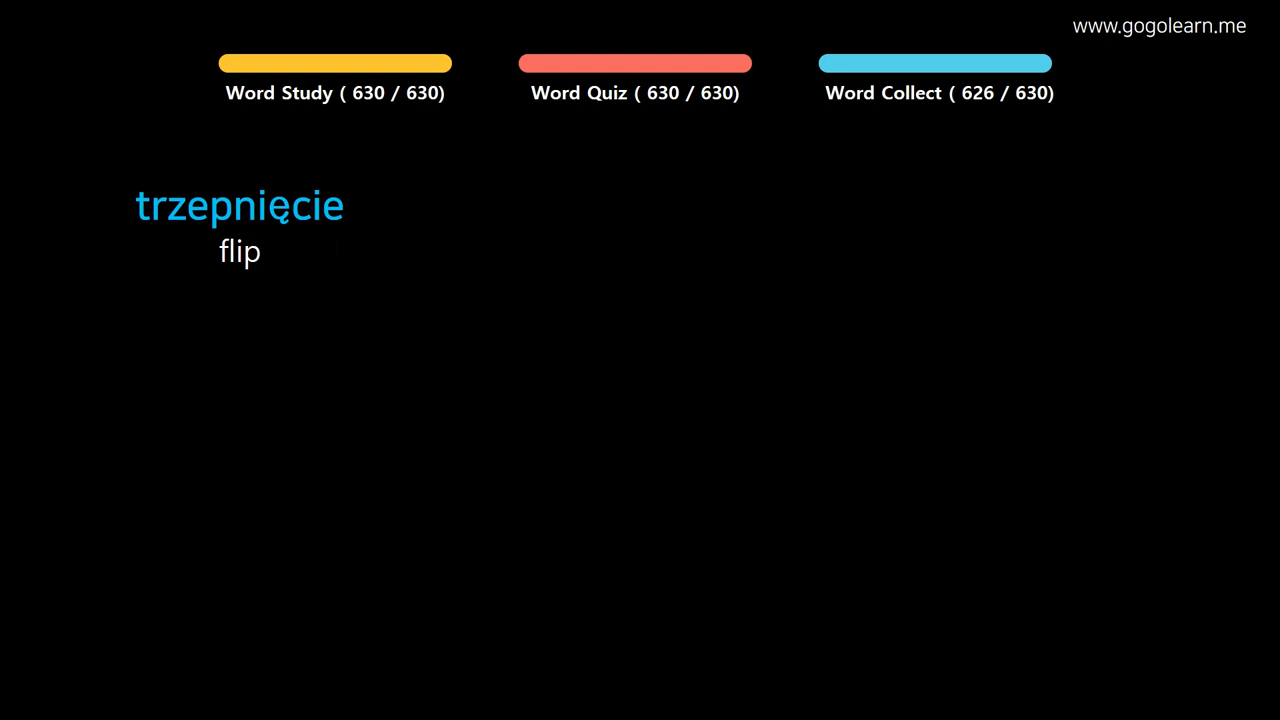 www.gogolearn.me
Word Study ( 630 / 630)
Word Quiz ( 630 / 630)
Word Collect ( 626 / 630)
trzepnięcie
flip